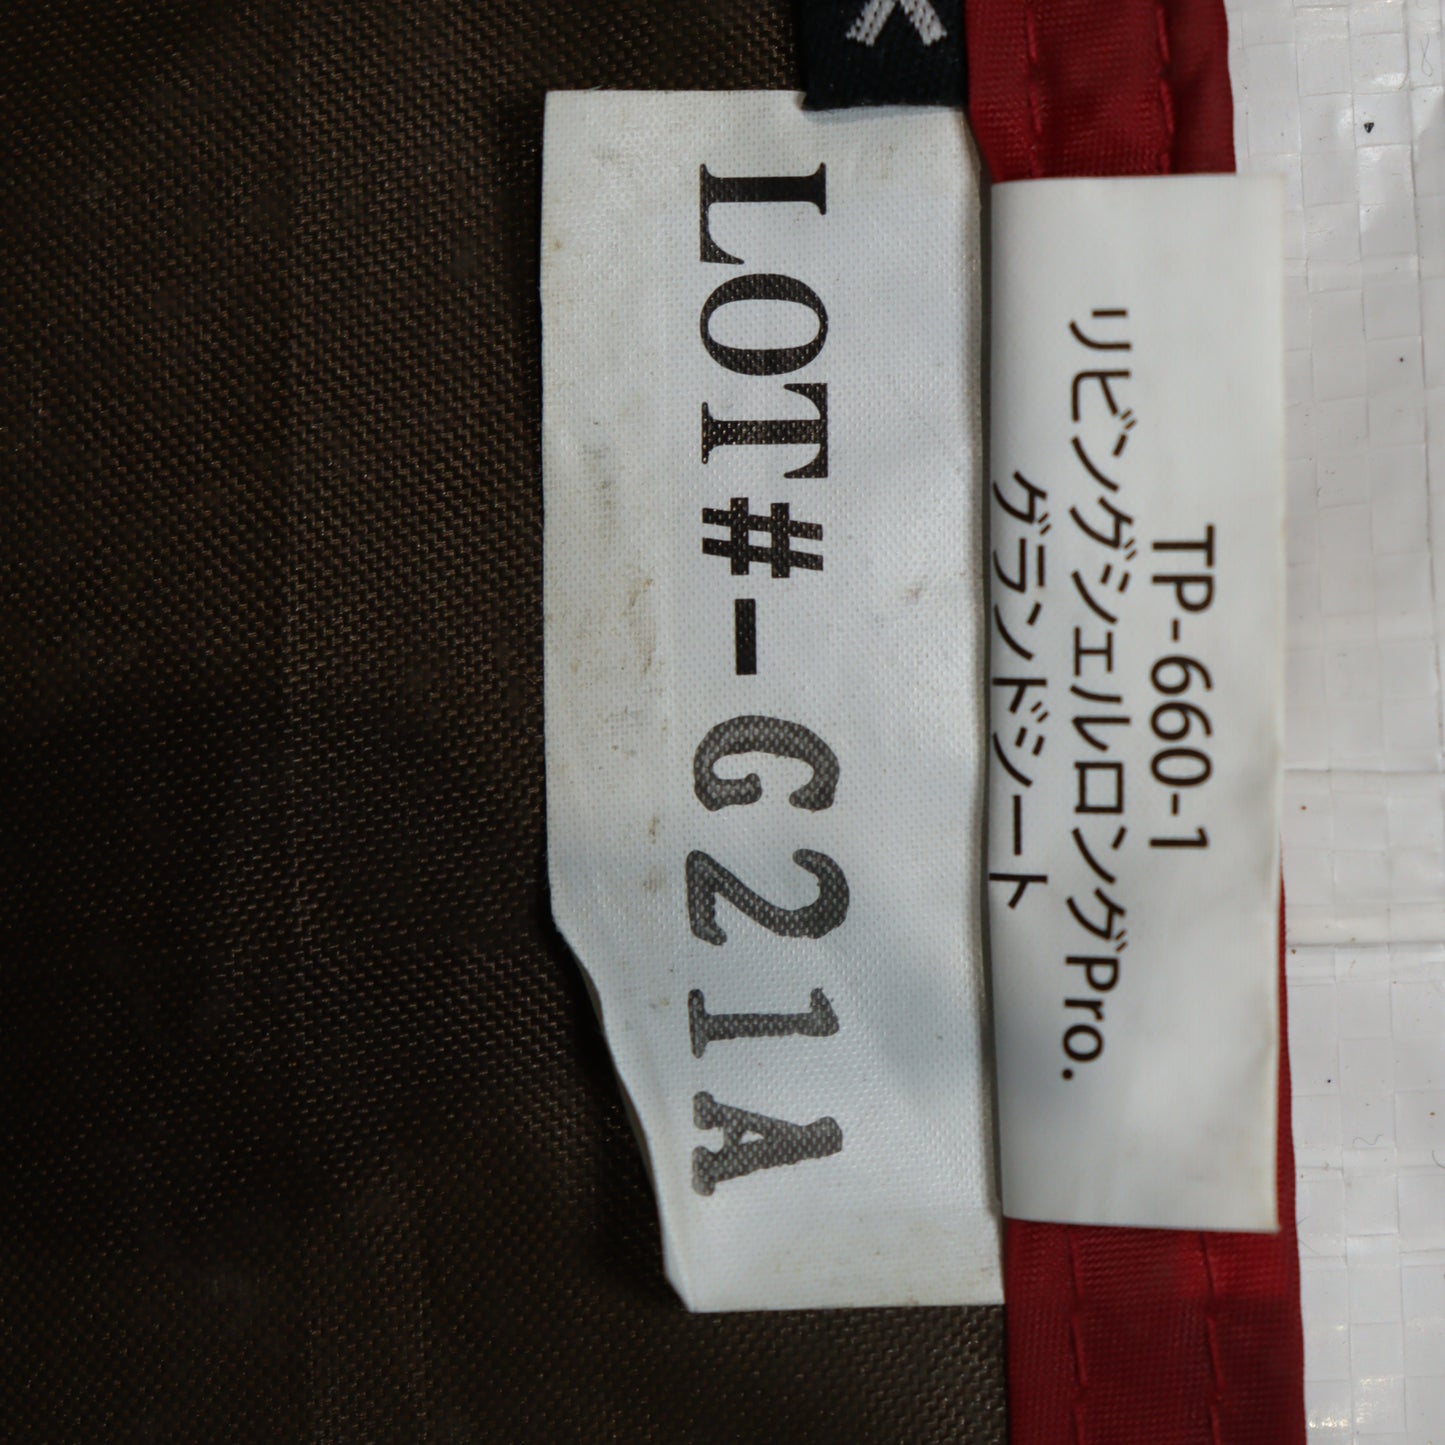 TP-660-1
リビングシェルロングPro.
グランドシート
LOT#-G21A